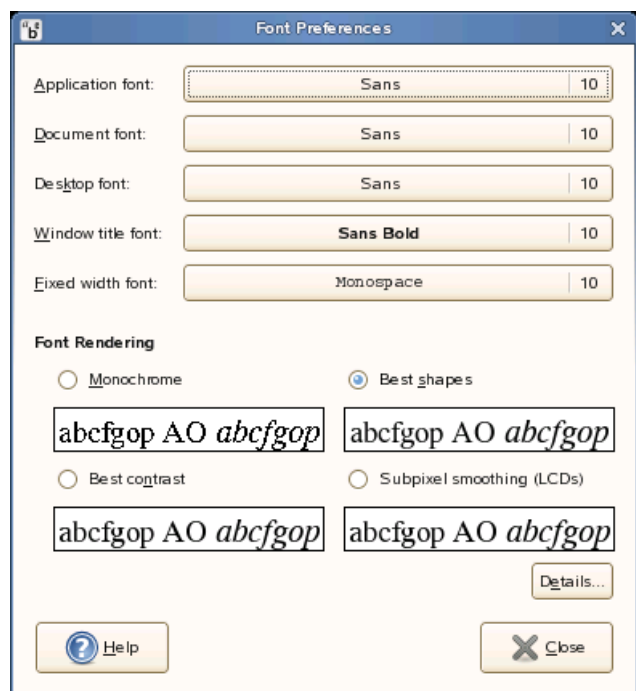 Font Preferences
Application font: Sans 10
Document font: Sans 10
Desktop font: Sans 10
Window title font: Sans Bold 10
Fixed width font: Monospace 10
Font Rendering
Monochrome Best shapes
abcfgop AO abcfgop abcfgop AO abcfgop
Best contrast Subpixel smoothing (LCDs)
abcfgop AO abcfgop abcfgop AO abcfgop
Details...
Help Close